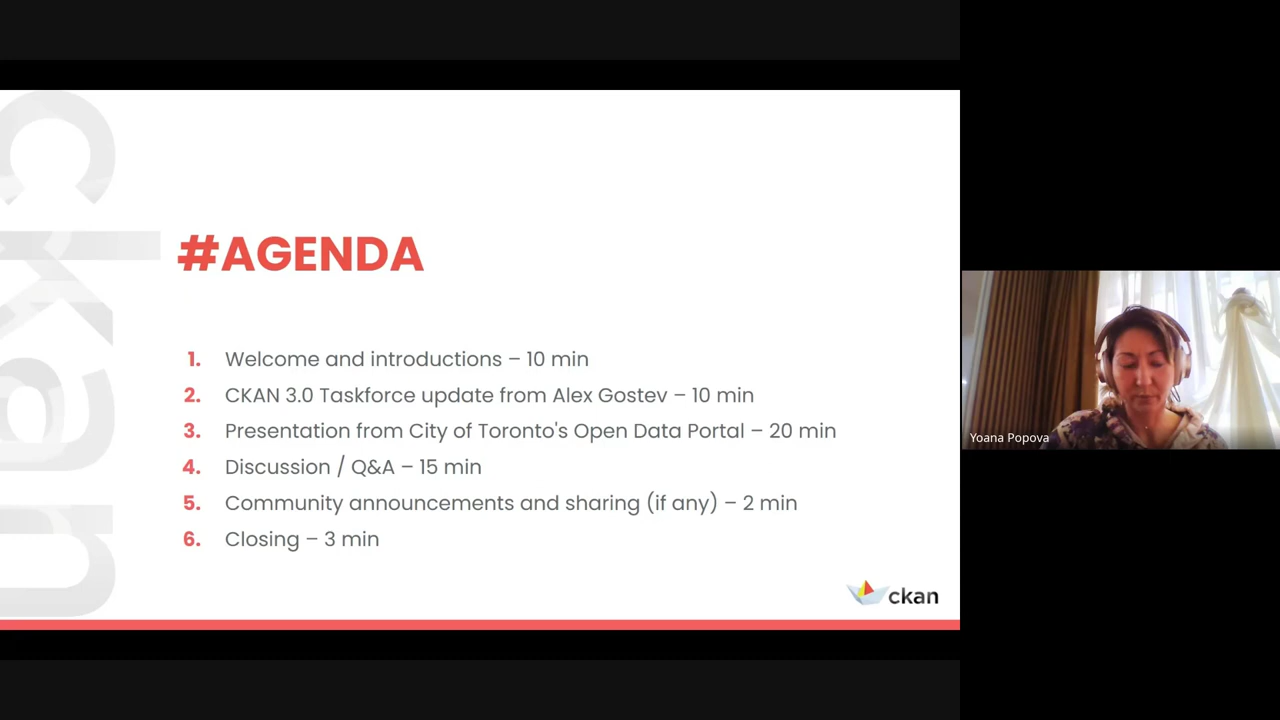 ckan
#AGENDA
1. Welcome and introductions – 10 min
2. CKAN 3.0 Taskforce update from Alex Gostev – 10 min
3. Presentation from City of Toronto's Open Data Portal – 20 min
4. Discussion / Q&A – 15 min
5. Community announcements and sharing (if any) – 2 min
6. Closing – 3 min
ckan
Yoana Popova